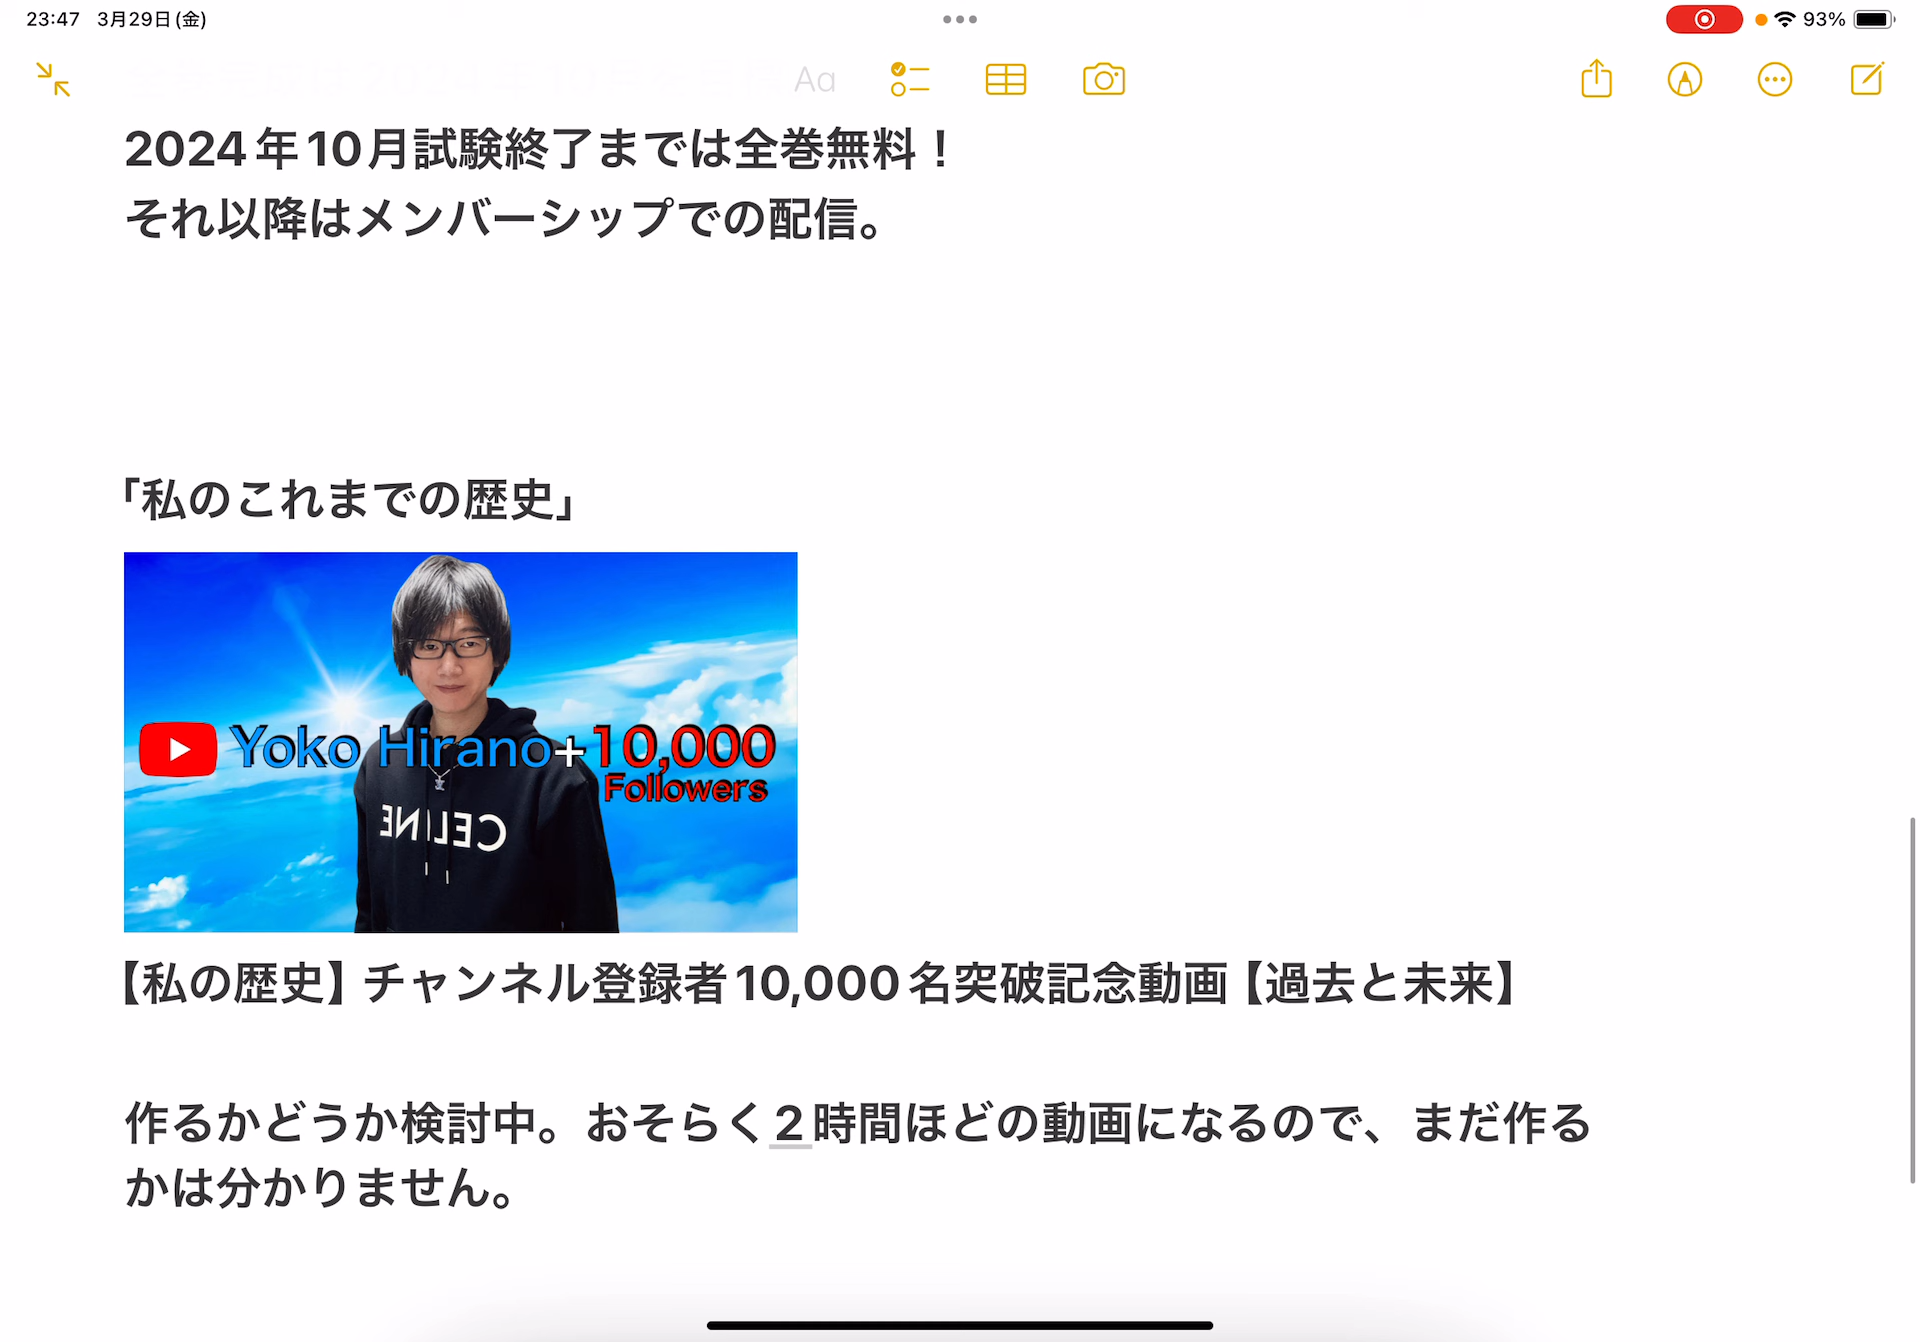 23:47 3月29日(金)
93%
Aa
2024年10月試験終了までは全巻無料！
それ以降はメンバーシップでの配信。
「私のこれまでの歴史」
Yoko Hirano+10,000
Followers
CELINE
【私の歴史】チャンネル登録者10,000名突破記念動画【過去と未来】
作るかどうか検討中。おそらく2時間ほどの動画になるので、まだ作る
かは分かりません。